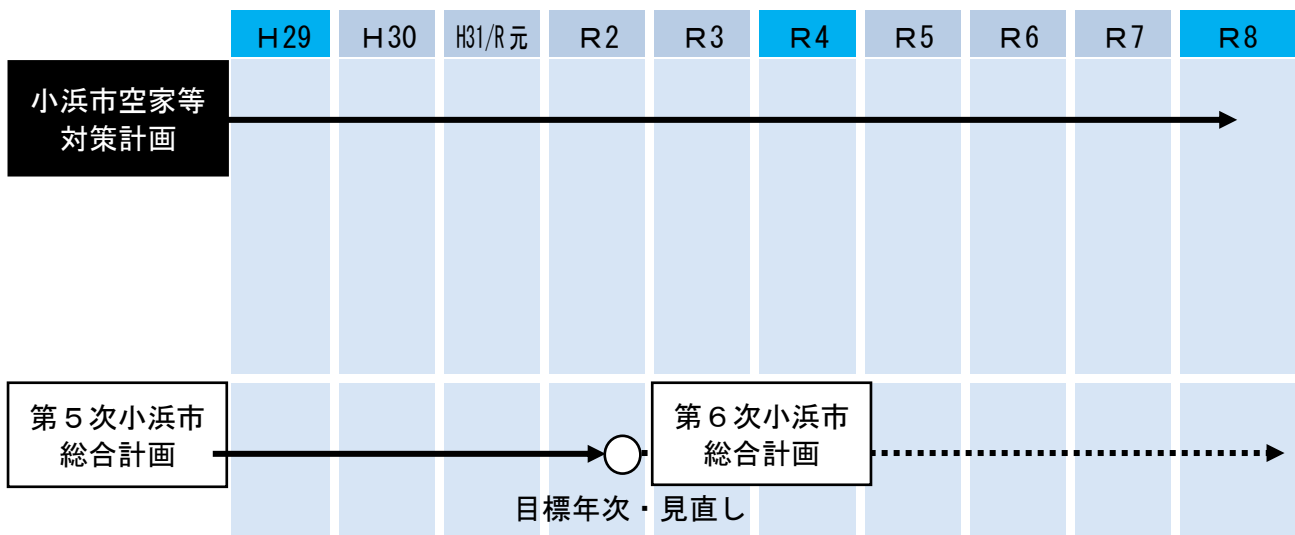 Ｈ29 Ｈ30 H31/R元 Ｒ2 Ｒ3 Ｒ4 Ｒ5 Ｒ6 Ｒ7 Ｒ8
小浜市空家等
対策計画
第５次小浜市
総合計画
第６次小浜市
総合計画
目標年次・見直し